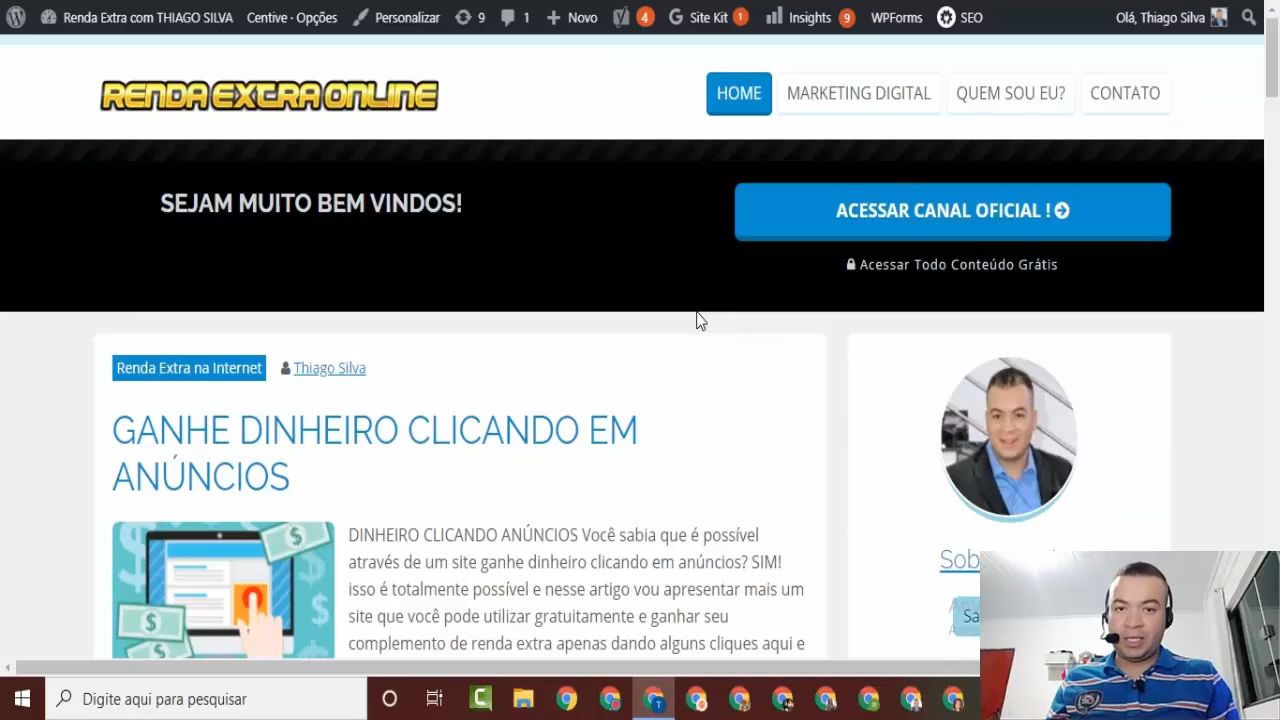 Renda Extra com THIAGO SILVA Centive - Opções Personalizar 9 1 Novo 4 Site Kit 1 Insights 9 WPForms SEO Olá, Thiago Silva
RENDA EXTRA ONLINE
HOME MARKETING DIGITAL QUEM SOU EU? CONTATO
SEJAM MUITO BEM VINDOS!
ACESSAR CANAL OFICIAL !
Acessar Todo Conteúdo Grátis
Renda Extra na Internet Thiago Silva
GANHE DINHEIRO CLICANDO EM
ANÚNCIOS
DINHEIRO CLICANDO ANÚNCIOS Você sabia que é possível
através de um site ganhe dinheiro clicando em anúncios? SIM!
isso é totalmente possível e nesse artigo vou apresentar mais um
site que você pode utilizar gratuitamente e ganhar seu
complemento de renda extra apenas dando alguns cliques aqui e
Digite aqui para pesquisar